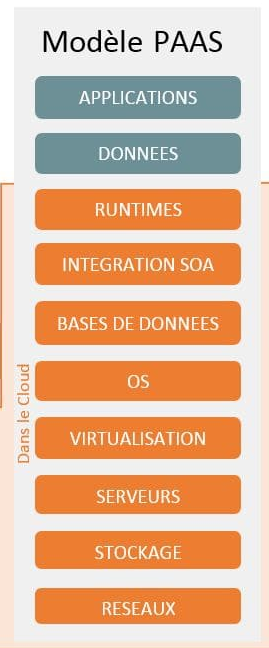 Modèle PAAS
APPLICATIONS
DONNEES
RUNTIMES
INTEGRATION SOA
BASES DE DONNEES
OS
VIRTUALISATION
SERVEURS
STOCKAGE
RESEAUX
Dans le Cloud